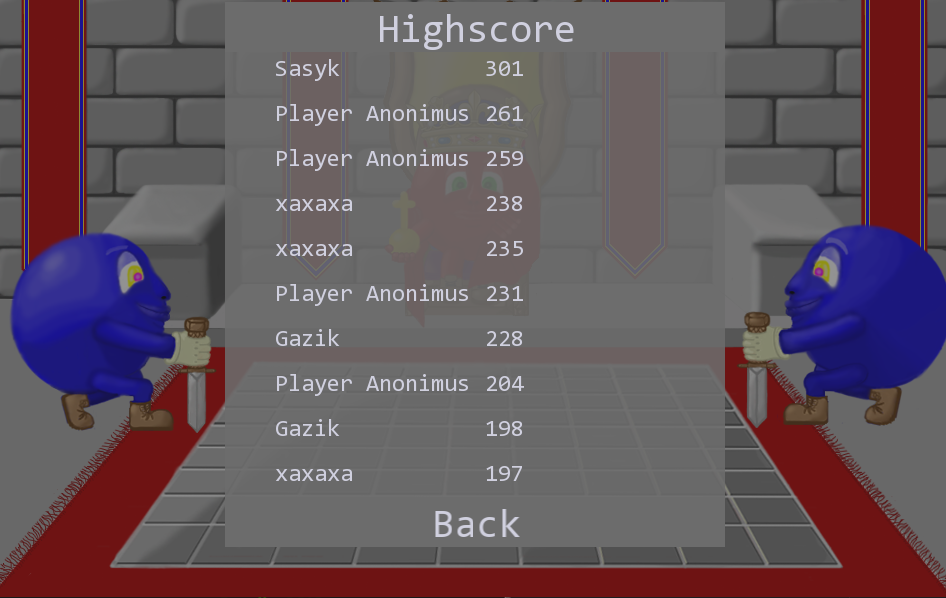 Highscore
Sasyk 301
Player Anonimus 261
Player Anonimus 259
xaxaxa 238
xaxaxa 235
Player Anonimus 231
Gazik 228
Player Anonimus 204
Gazik 198
xaxaxa 197
Back